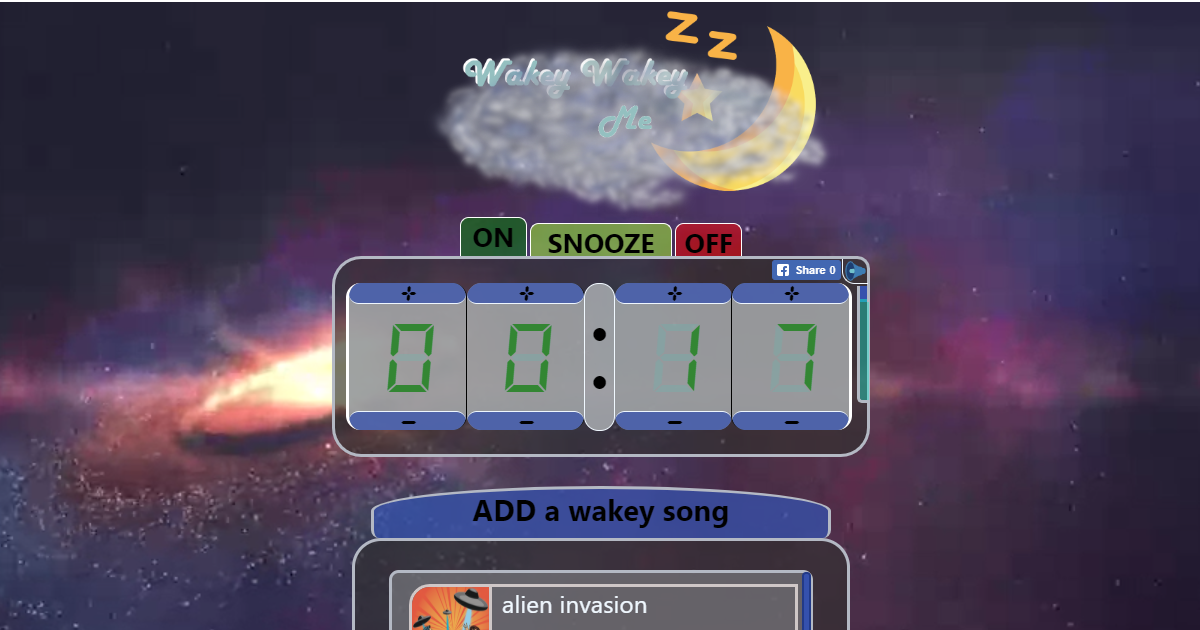 Z Z
Wakey Wakey
Me
ON SNOOZE OFF
Share 0
+ + + +
00:17
- - - -
ADD a wakey song
alien invasion